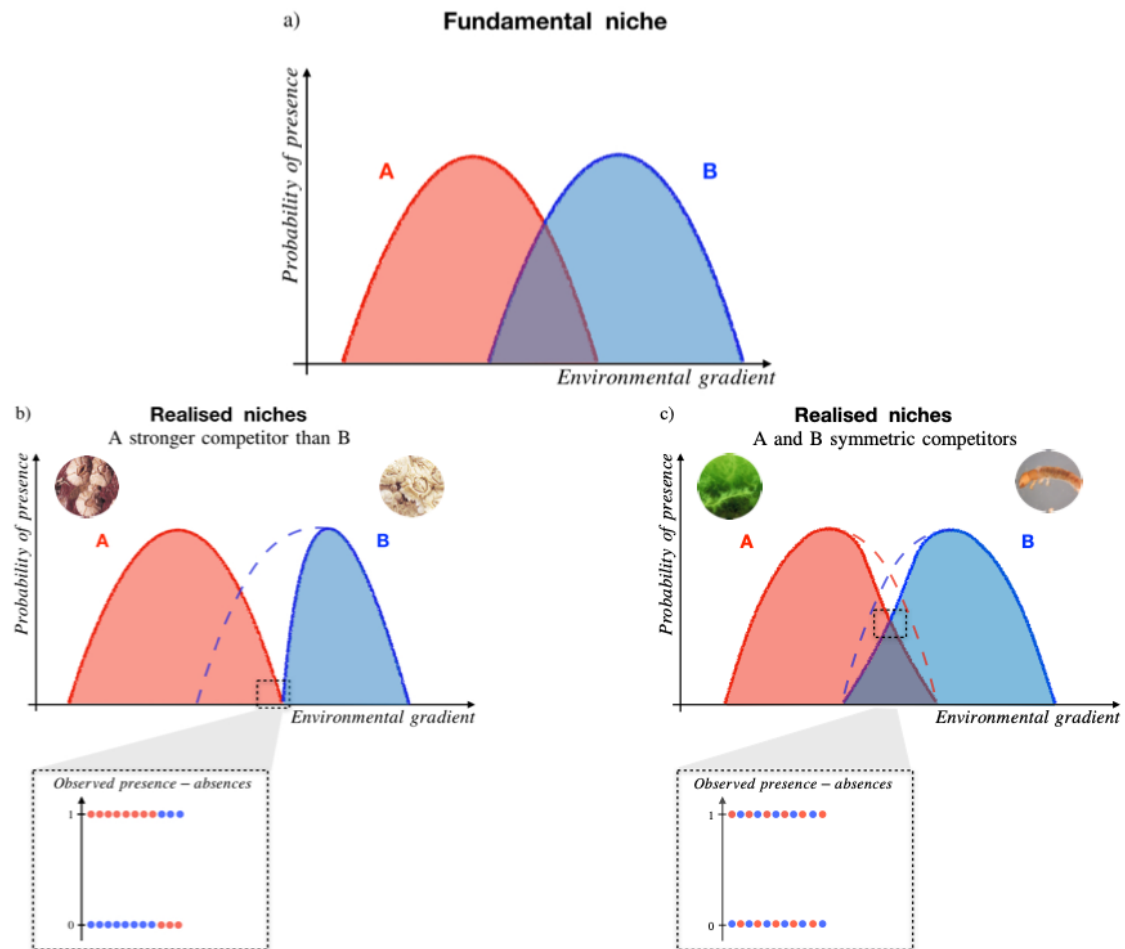 a)
Fundamental niche
Probability of presence
A
B
Environmental gradient
b)
Realised niches
A stronger competitor than B
Probability of presence
A
B
Environmental gradient
Observed presence – absences
1
0
c)
Realised niches
A and B symmetric competitors
Probability of presence
A
B
Environmental gradient
Observed presence – absences
1
0